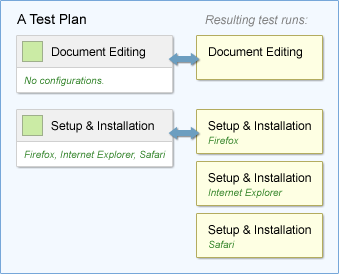 A Test Plan
Resulting test runs:
Document Editing
No configurations.
Document Editing
Setup & Installation
Firefox, Internet Explorer, Safari
Setup & Installation
Firefox
Setup & Installation
Internet Explorer
Setup & Installation
Safari